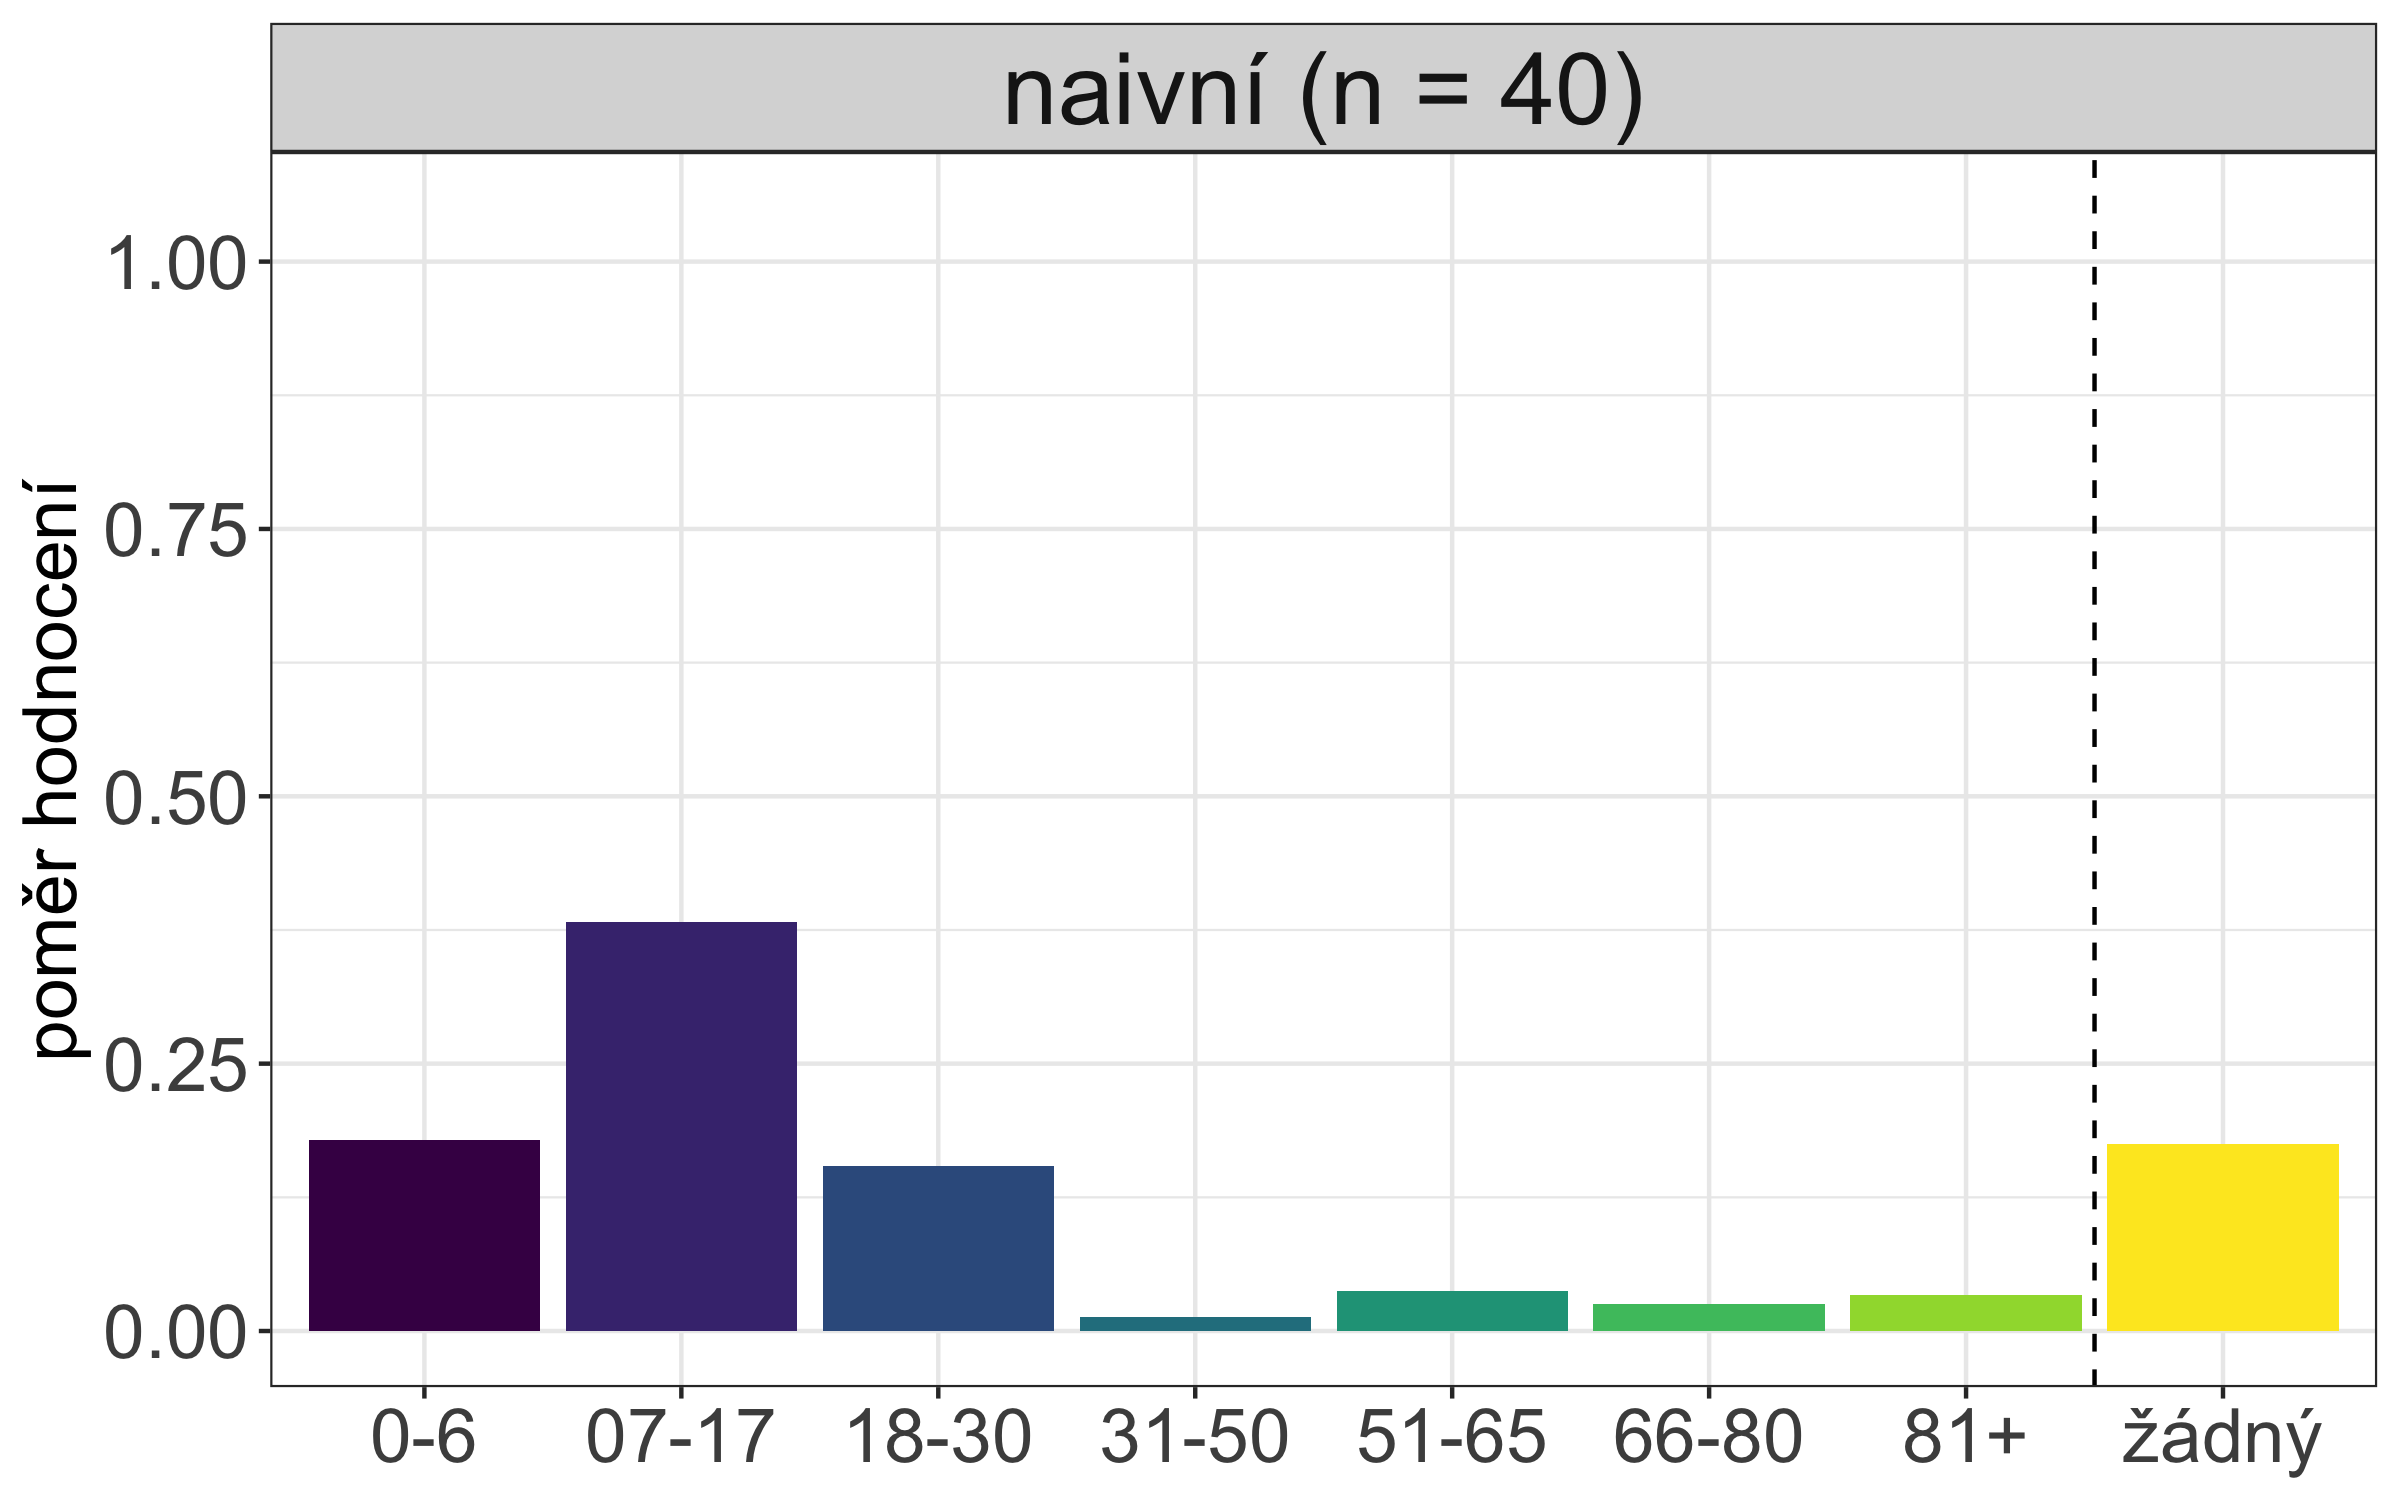 naivní (n = 40)
poměr hodnocení
1.00
0.75
0.50
0.25
0.00
0-6 07-17 18-30 31-50 51-65 66-80 81+ žádný